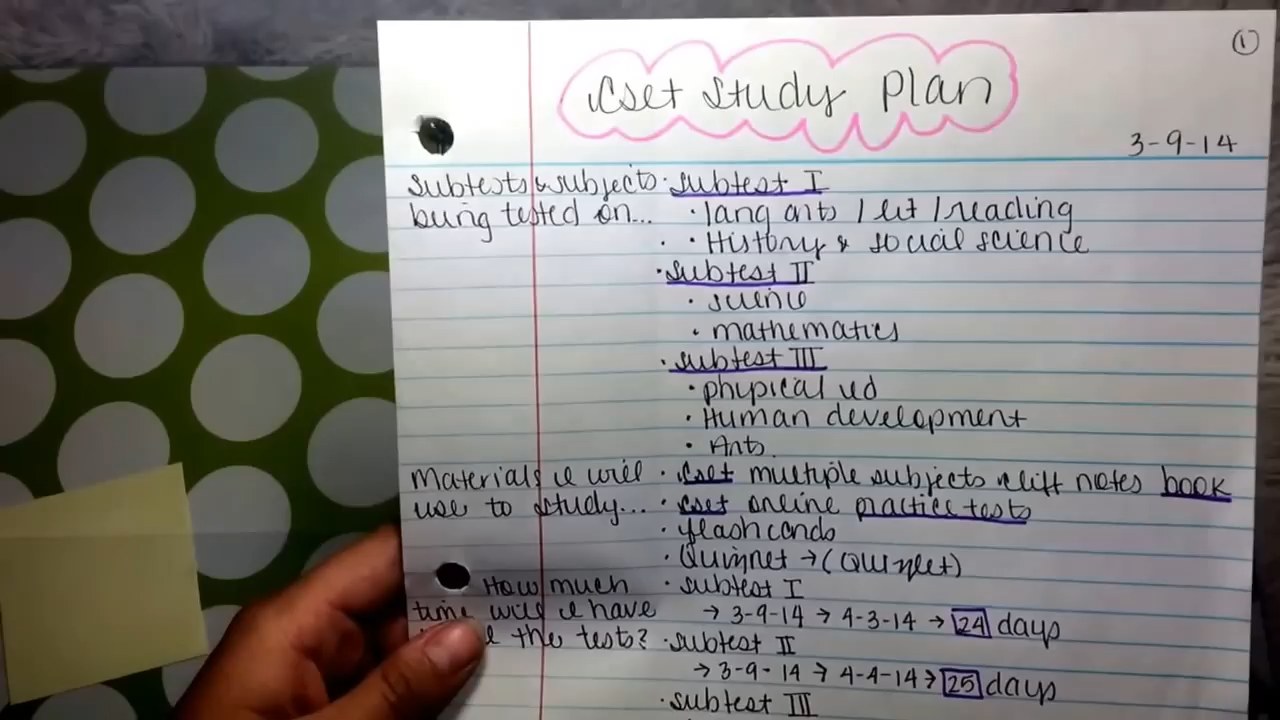 ①
Cset Study Plan
3-9-14
Subtests & subjects · Subtest I
being tested on... · lang arts / lit / reading
· · History & social science
· Subtest II
· science
· mathematics
· Subtest III
· physical ed
· Human development
· Arts
Materials I will · Cset multiple subjects cliff notes book
use to study... · Cset online practice tests
· flashcards
· Quiznet → (Quizlet)
How much · Subtest I
time will I have → 3-9-14 → 4-3-14 → 24 days
the tests? · Subtest II
→ 3-9-14 → 4-4-14 → 25 days
· Subtest III